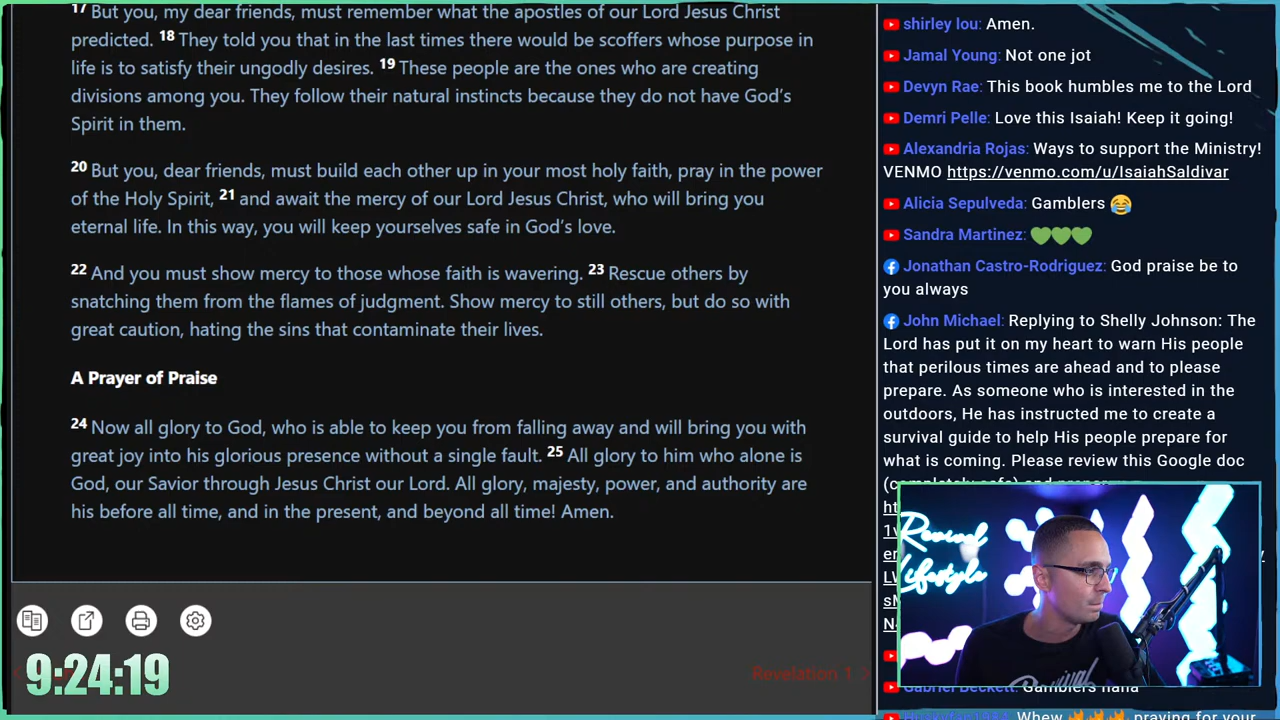 17 But you, my dear friends, must remember what the apostles of our Lord Jesus Christ
predicted. 18 They told you that in the last times there would be scoffers whose purpose in
life is to satisfy their ungodly desires. 19 These people are the ones who are creating
divisions among you. They follow their natural instincts because they do not have God's
Spirit in them.
20 But you, dear friends, must build each other up in your most holy faith, pray in the power
of the Holy Spirit, 21 and await the mercy of our Lord Jesus Christ, who will bring you
eternal life. In this way, you will keep yourselves safe in God's love.
22 And you must show mercy to those whose faith is wavering. 23 Rescue others by
snatching them from the flames of judgment. Show mercy to still others, but do so with
great caution, hating the sins that contaminate their lives.
A Prayer of Praise
24 Now all glory to God, who is able to keep you from falling away and will bring you with
great joy into his glorious presence without a single fault. 25 All glory to him who alone is
God, our Savior through Jesus Christ our Lord. All glory, majesty, power, and authority are
his before all time, and in the present, and beyond all time! Amen.
Revelation 1
9:24:19
shirley lou: Amen.
Jamal Young: Not one jot
Devyn Rae: This book humbles me to the Lord
Demri Pelle: Love this Isaiah! Keep it going!
Alexandria Rojas: Ways to support the Ministry!
VENMO https://venmo.com/u/IsaiahSaldivar
Alicia Sepulveda: Gamblers 😂
Sandra Martinez: 💚💚💚
Jonathan Castro-Rodriguez: God praise be to
you always
John Michael: Replying to Shelly Johnson: The
Lord has put it on my heart to warn His people
that perilous times are ahead and to please
prepare. As someone who is interested in the
outdoors, He has instructed me to create a
survival guide to help His people prepare for
what is coming. Please review this Google doc
(completely safe) and
Revival
Lifestyle
Gabriel Beckett: Gamblers haha
Whew 🔥🔥🔥 praying for your